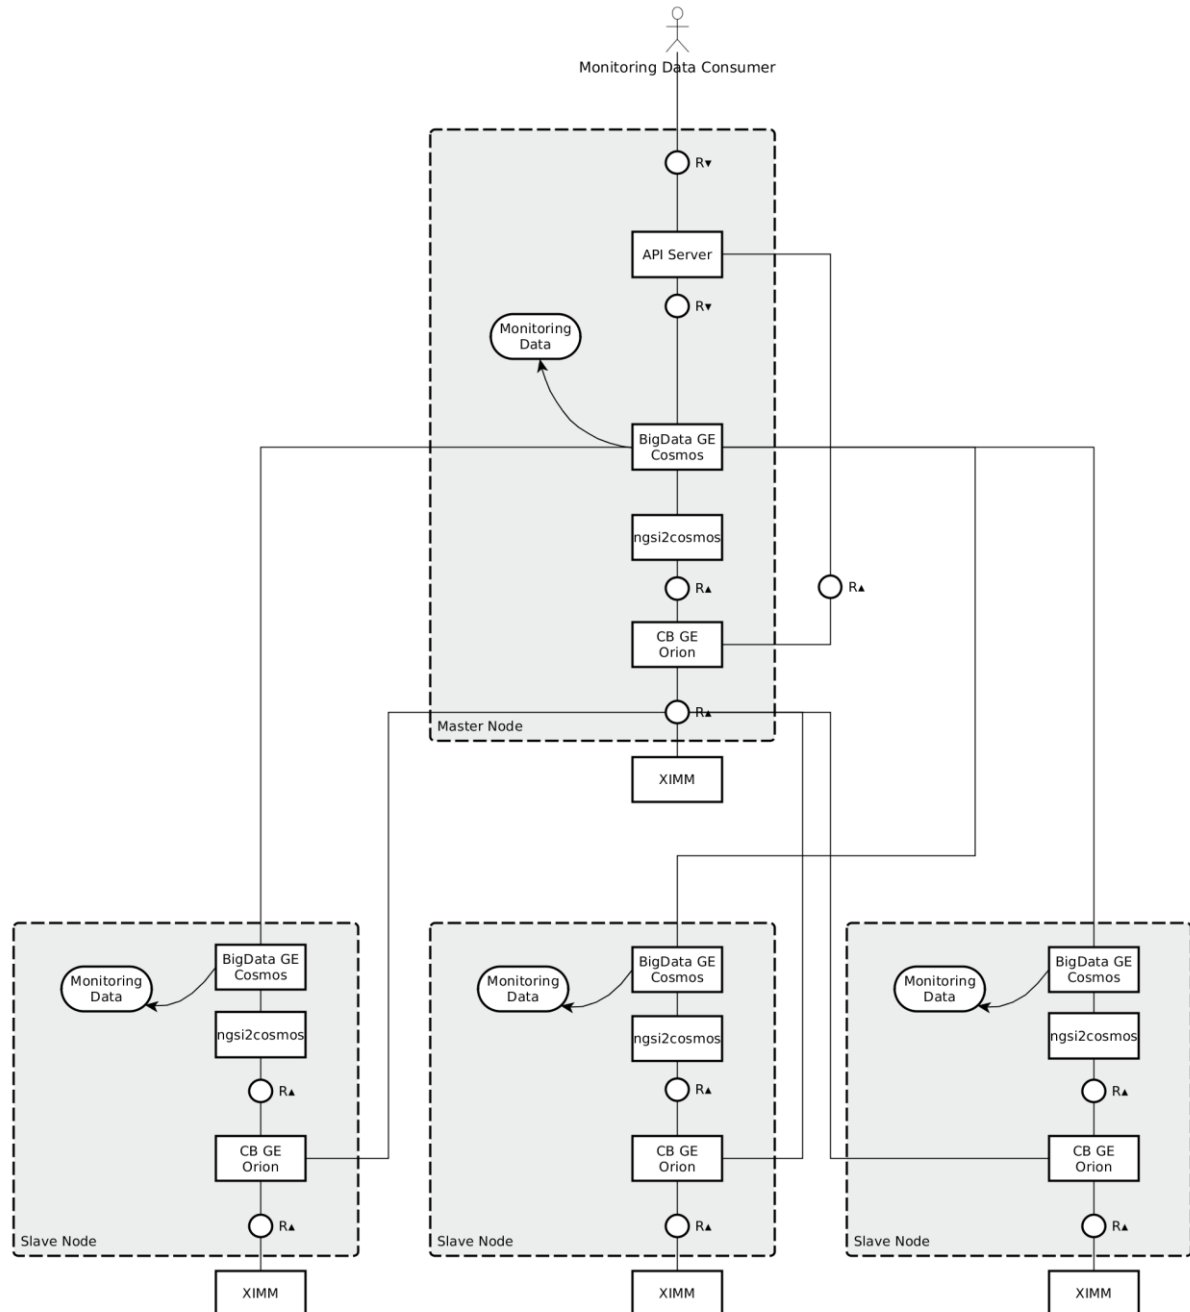 Monitoring Data Consumer
R▼
API Server
R▼
Monitoring
Data
BigData GE
Cosmos
ngsi2cosmos
R▲
R▲
CB GE
Orion
R▲
Master Node
XIMM
BigData GE
Cosmos
Monitoring
Data
ngsi2cosmos
R▲
CB GE
Orion
R▲
Slave Node
XIMM
BigData GE
Cosmos
Monitoring
Data
ngsi2cosmos
R▲
CB GE
Orion
R▲
Slave Node
XIMM
BigData GE
Cosmos
Monitoring
Data
ngsi2cosmos
R▲
CB GE
Orion
R▲
Slave Node
XIMM